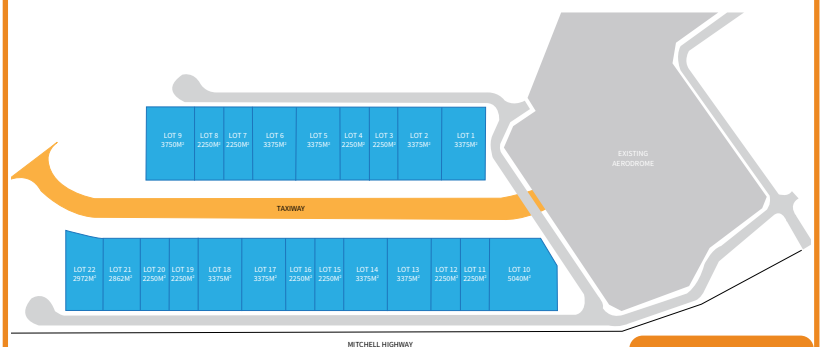 LOT 9
3750M²
LOT 8
2250M²
LOT 7
2250M²
LOT 6
3375M²
LOT 5
3375M²
LOT 4
2250M²
LOT 3
2250M²
LOT 2
3375M²
LOT 1
3375M²
EXISTING
AERODROME
TAXIWAY
LOT 22
2972M²
LOT 21
2862M²
LOT 20
2250M²
LOT 19
2250M²
LOT 18
3375M²
LOT 17
3375M²
LOT 16
2250M²
LOT 15
2250M²
LOT 14
3375M²
LOT 13
3375M²
LOT 12
2250M²
LOT 11
2250M²
LOT 10
5040M²
MITCHELL HIGHWAY